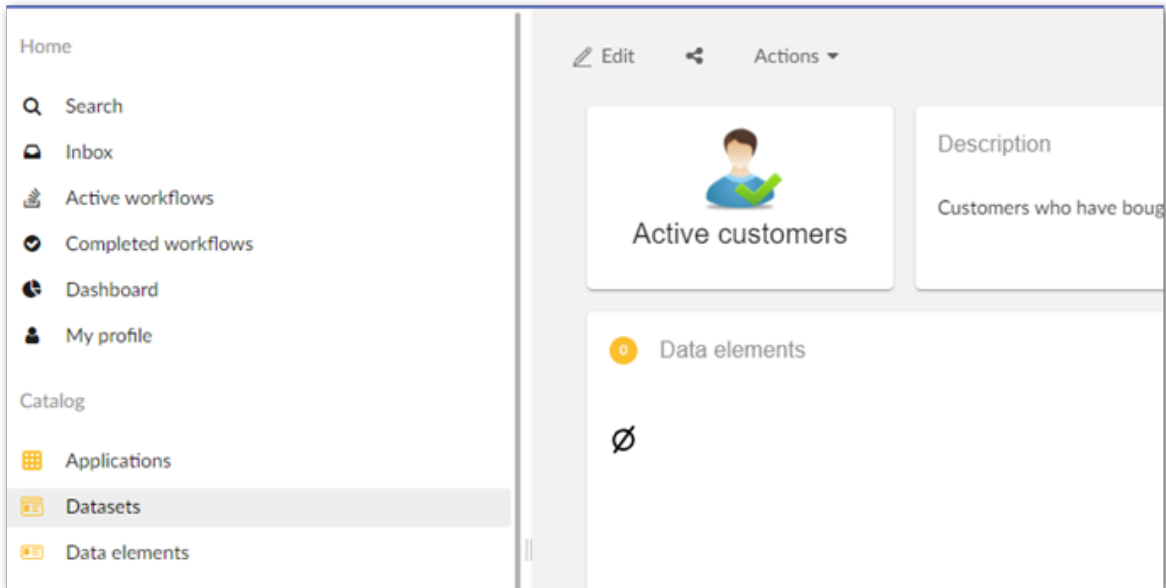 Home
Search
Inbox
Active workflows
Completed workflows
Dashboard
My profile
Catalog
Applications
Datasets
Data elements
Edit
Actions
Active customers
Description
Customers who have boug
0
Data elements